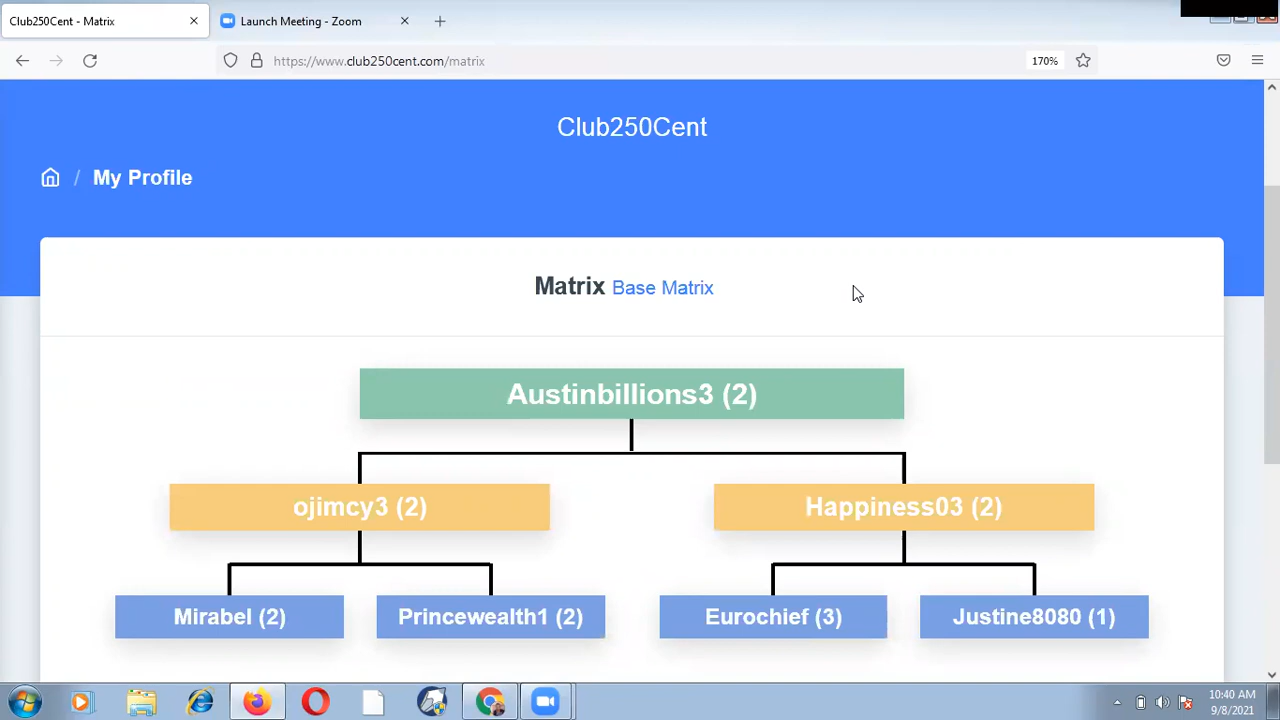 Club250Cent - Matrix
Launch Meeting - Zoom
https://www.club250cent.com/matrix
170%
Club250Cent
/ My Profile
Matrix Base Matrix
Austinbillions3 (2)
ojimcy3 (2)
Happiness03 (2)
Mirabel (2)
Princewealth1 (2)
Eurochief (3)
Justine8080 (1)
10:40 AM
9/8/2021